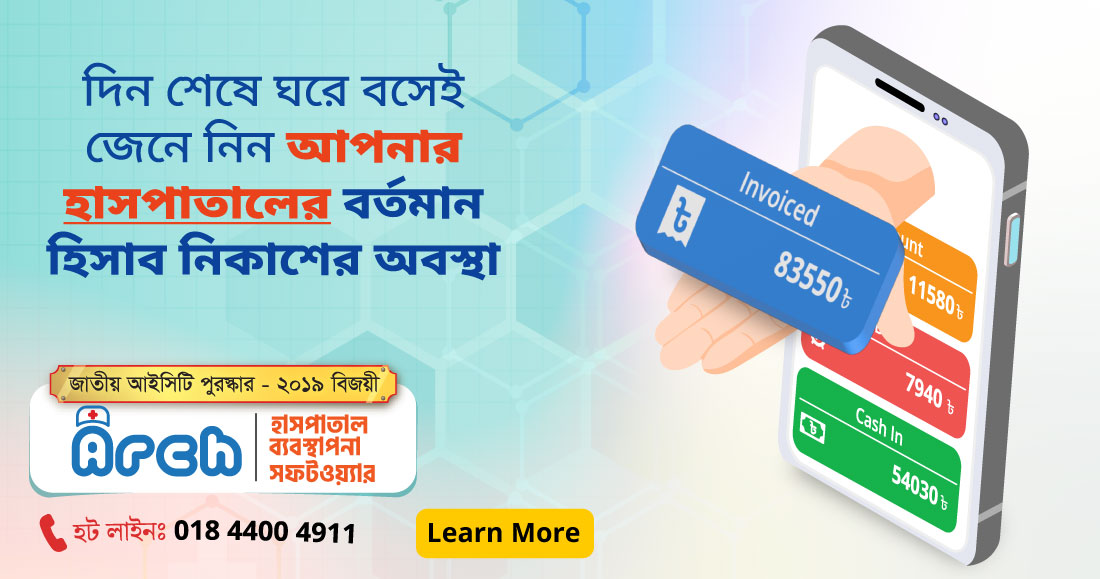 দিন শেষে ঘরে বসেই
জেনে নিন আপনার
হাসপাতালের বর্তমান
হিসাব নিকাশের অবস্থা
জাতীয় আইসিটি পুরস্কার - ২০১৯ বিজয়ী
Arch
হাসপাতাল
ব্যবস্থাপনা
সফটওয়্যার
হট লাইনঃ 018 4400 4911
Learn More
Invoiced
৳
83550৳
unt
11580৳
7940 ৳
Cash In
৳
54030৳